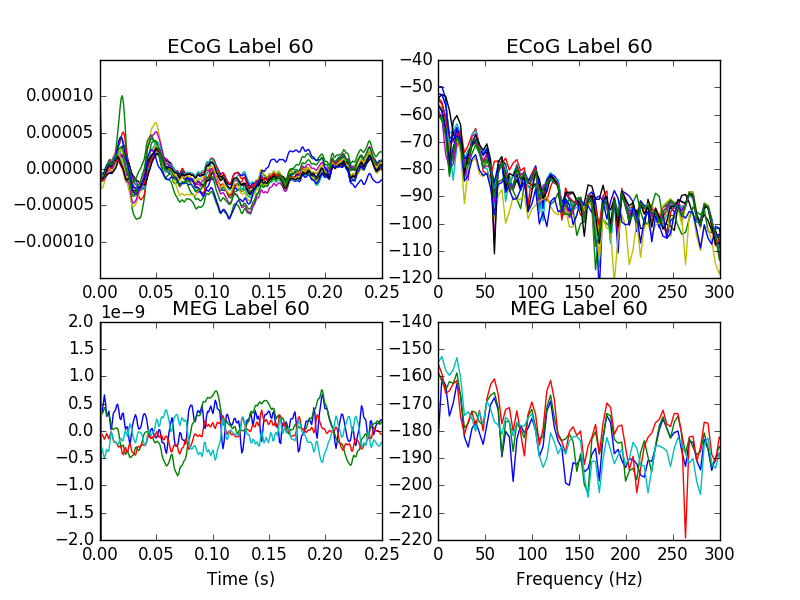 ECoG Label 60
0.00010
0.00005
0.00000
−0.00005
−0.00010
0.00 0.05 0.10 0.15 0.20 0.25
ECoG Label 60
−40
−50
−60
−70
−80
−90
−100
−110
−120
0 50 100 150 200 250 300
1e−9
MEG Label 60
2.0
1.5
1.0
0.5
0.0
−0.5
−1.0
−1.5
−2.0
0.00 0.05 0.10 0.15 0.20 0.25
Time (s)
MEG Label 60
−140
−150
−160
−170
−180
−190
−200
−210
−220
0 50 100 150 200 250 300
Frequency (Hz)